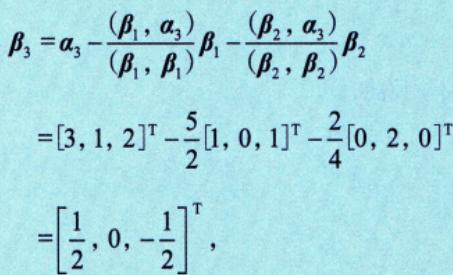 β₃ = α₃ − (β₁, α₃)/(β₁, β₁) β₁ − (β₂, α₃)/(β₂, β₂) β₂
= [3, 1, 2]ᵀ − 5/2 [1, 0, 1]ᵀ − 2/4 [0, 2, 0]ᵀ
= [1/2, 0, −1/2]ᵀ,